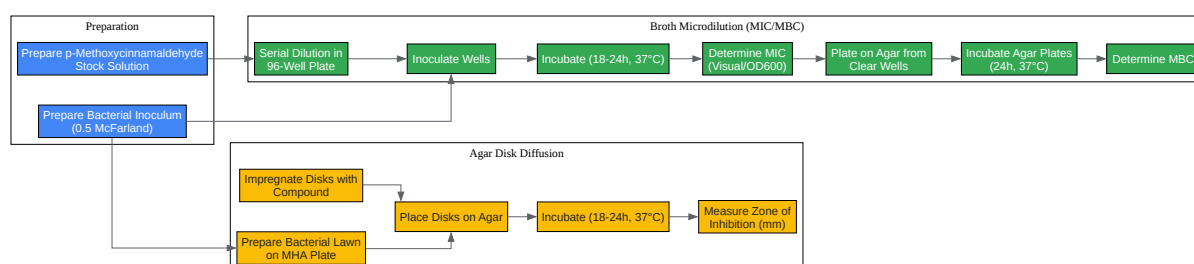 Preparation
Prepare p-Methoxycinnamaldehyde
Stock Solution
Prepare Bacterial Inoculum
(0.5 McFarland)
Broth Microdilution (MIC/MBC)
Serial Dilution in
96-Well Plate
Inoculate Wells
Incubate (18-24h, 37°C)
Determine MIC
(Visual/OD600)
Plate on Agar from
Clear Wells
Incubate Agar Plates
(24h, 37°C)
Determine MBC
Agar Disk Diffusion
Impregnate Disks with
Compound
Prepare Bacterial Lawn
on MHA Plate
Place Disks on Agar
Incubate (18-24h, 37°C)
Measure Zone of
Inhibition (mm)